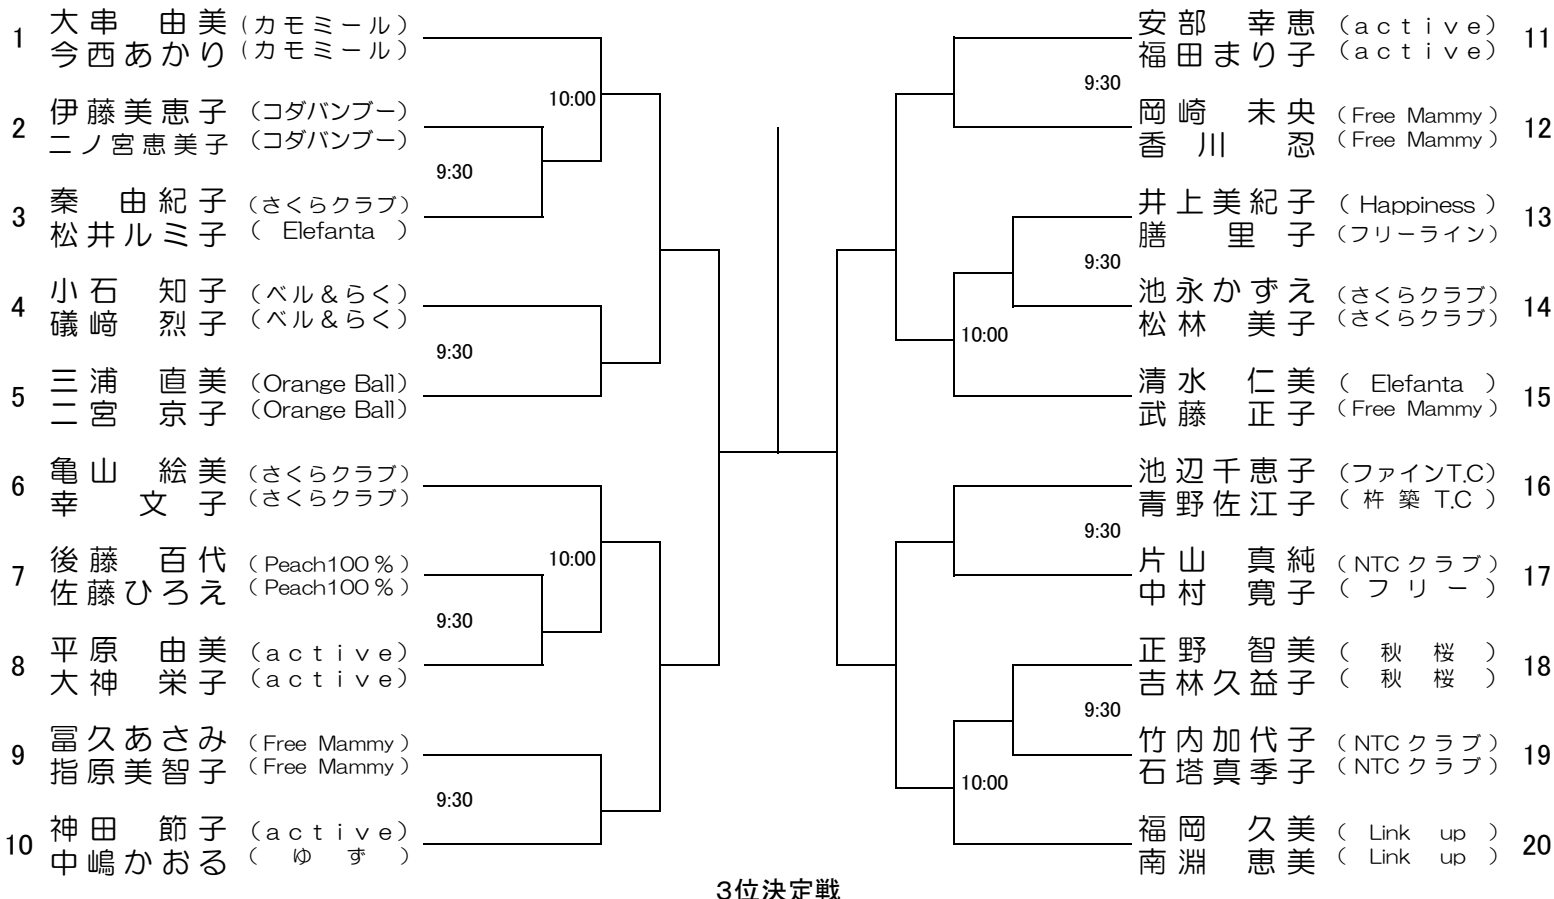 1 大串 由美 (カモミール)
今西あかり (カモミール)
10:00
2 伊藤美恵子 (コダバンブー)
二ノ宮恵美子 (コダバンブー)
9:30
3 秦 由紀子 (さくらクラブ)
松井ルミ子 ( Elefanta )
4 小石 知子 (ベル&らく)
礒﨑 烈子 (ベル&らく)
9:30
5 三浦 直美 (Orange Ball)
二宮 京子 (Orange Ball)
6 亀山 絵美 (さくらクラブ)
幸 文子 (さくらクラブ)
10:00
7 後藤 百代 (Peach100%)
佐藤ひろえ (Peach100%)
9:30
8 平原 由美 (active)
大神 栄子 (active)
9 冨久あさみ (Free Mammy)
指原美智子 (Free Mammy)
9:30
10 神田 節子 (active)
中嶋かおる ( ゆず )
安部 幸恵 (active) 11
福田まり子 (active)
9:30
岡崎 未央 (Free Mammy) 12
香川 忍 (Free Mammy)
井上美紀子 (Happiness) 13
膳 里子 (フリーライン)
9:30
池永かずえ (さくらクラブ) 14
松林 美子 (さくらクラブ)
10:00
清水 仁美 ( Elefanta ) 15
武藤 正子 (Free Mammy)
池辺千恵子 (ファインT.C) 16
青野佐江子 (杵築T.C)
9:30
片山 真純 (NTCクラブ) 17
中村 寛子 (フリー)
正野 智美 ( 秋桜 ) 18
吉林久益子 ( 秋桜 )
9:30
竹内加代子 (NTCクラブ) 19
石塔真季子 (NTCクラブ)
10:00
福岡 久美 ( Link up ) 20
南淵 恵美 ( Link up )
3位決定戦